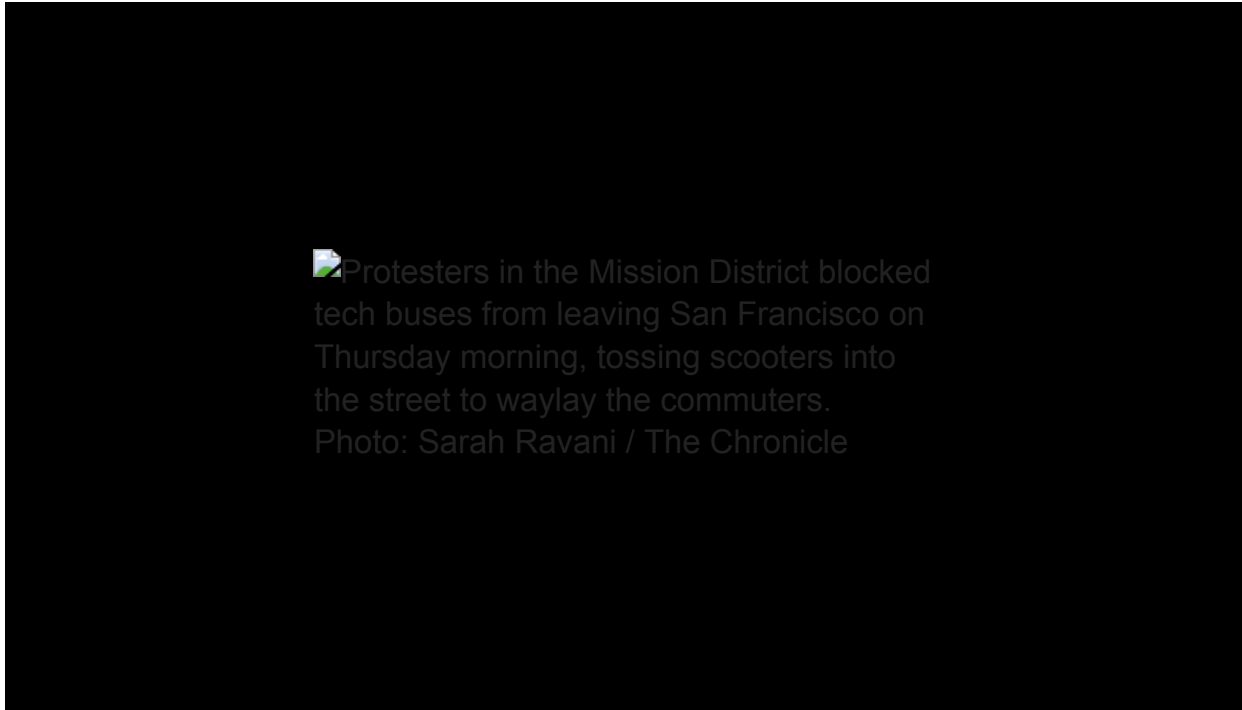 Protesters in the Mission District blocked
tech buses from leaving San Francisco on
Thursday morning, tossing scooters into
the street to waylay the commuters.
Photo: Sarah Ravani / The Chronicle